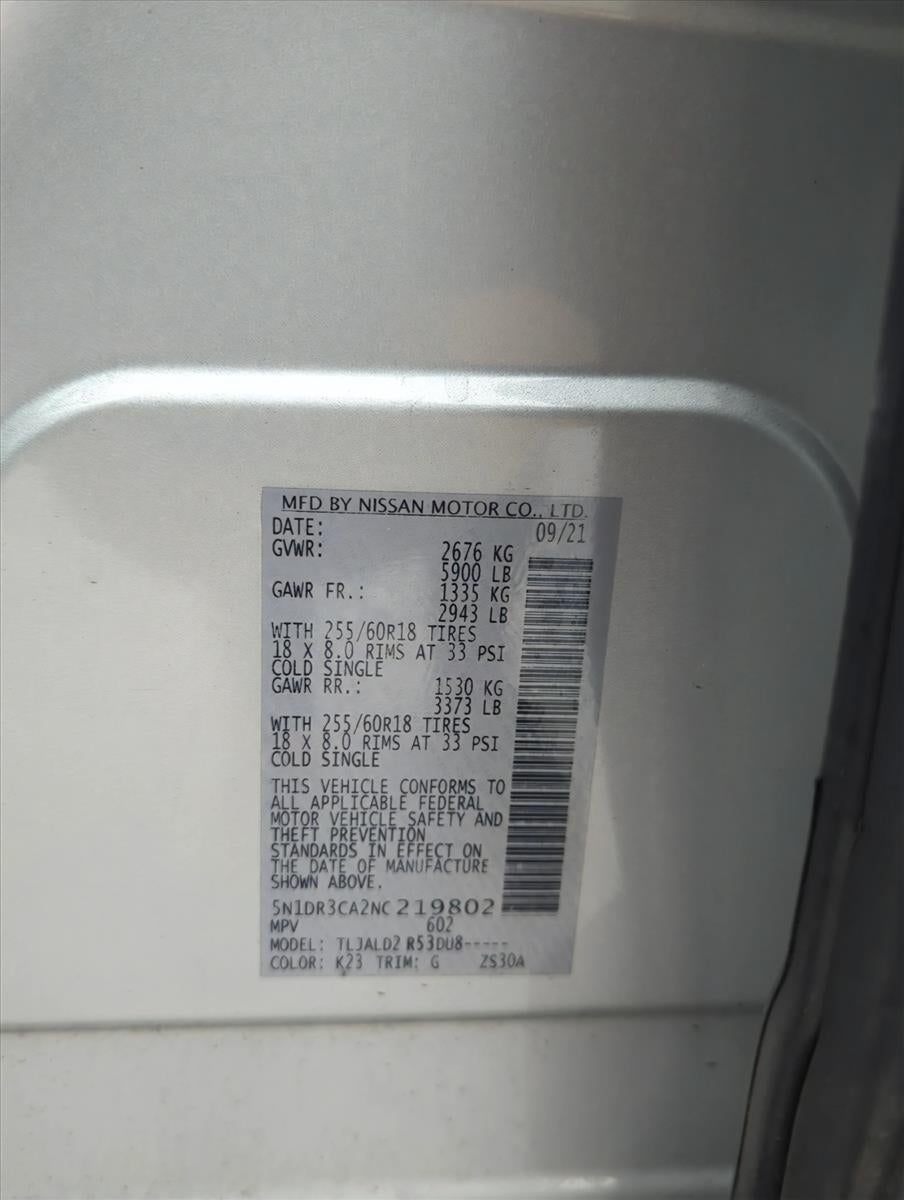 MFD BY NISSAN MOTOR CO., LTD.
DATE: 09/21
GVWR: 2676 KG
5900 LB
GAWR FR.: 1335 KG
2943 LB
WITH 255/60R18 TIRES
18 X 8.0 RIMS AT 33 PSI
COLD SINGLE
GAWR RR.: 1530 KG
3373 LB
WITH 255/60R18 TIRES
18 X 8.0 RIMS AT 33 PSI
COLD SINGLE
THIS VEHICLE CONFORMS TO
ALL APPLICABLE FEDERAL
MOTOR VEHICLE SAFETY AND
THEFT PREVENTION
STANDARDS IN EFFECT ON
THE DATE OF MANUFACTURE
SHOWN ABOVE.
5N1DR3CA2NC219802
MPV 602
MODEL: TLJALD2 R53DU8-----
COLOR: K23 TRIM: G ZS30A